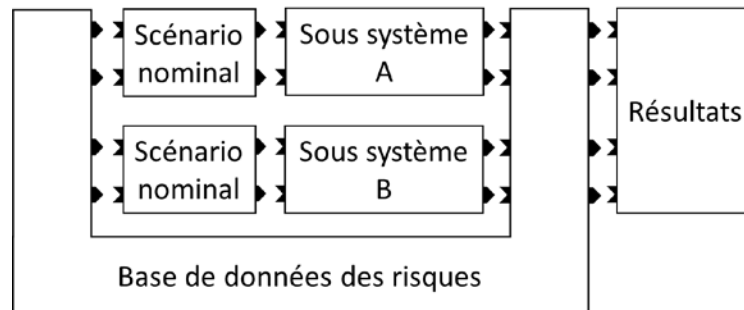 Scénario
nominal
Sous système
A
Scénario
nominal
Sous système
B
Résultats
Base de données des risques